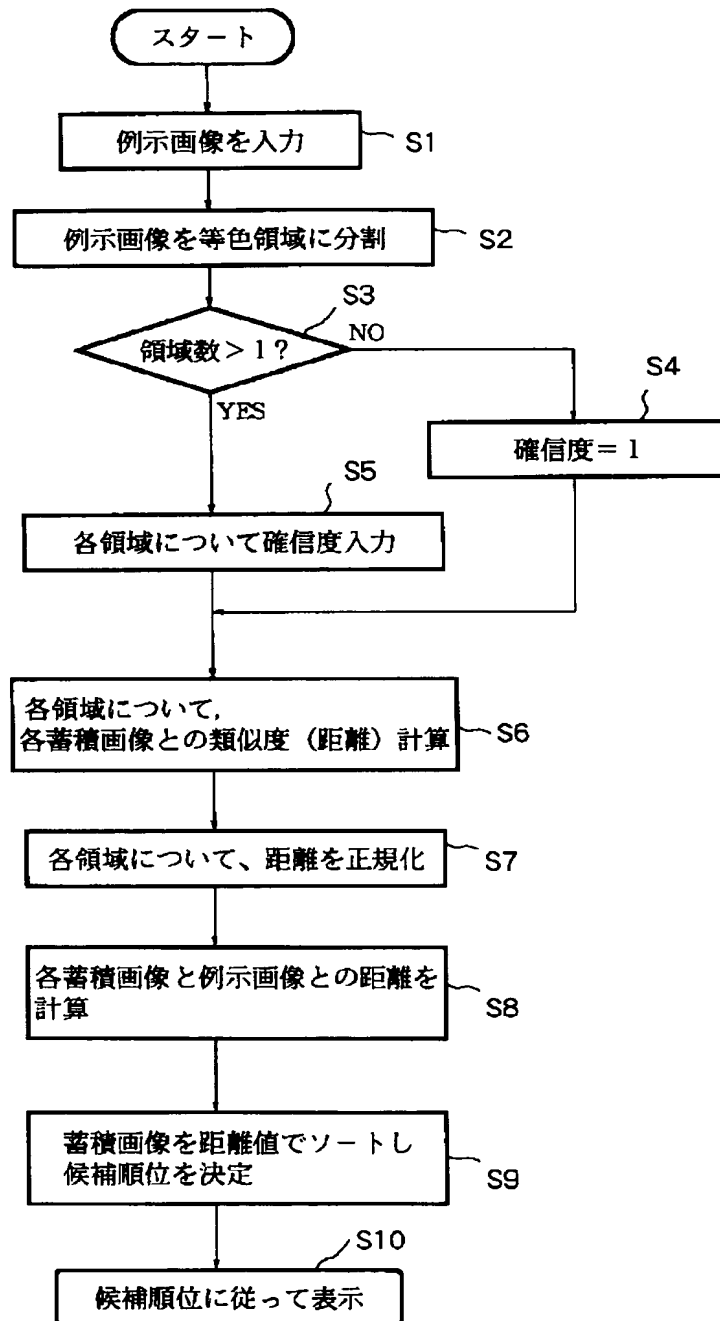 スタート
例示画像を入力
S1
例示画像を等色領域に分割
S2
S3
領域数>1?
NO
YES
S4
確信度=1
S5
各領域について確信度入力
各領域について,
各蓄積画像との類似度(距離)計算
S6
各領域について、距離を正規化
S7
各蓄積画像と例示画像との距離を
計算
S8
蓄積画像を距離値でソートし
候補順位を決定
S9
S10
候補順位に従って表示